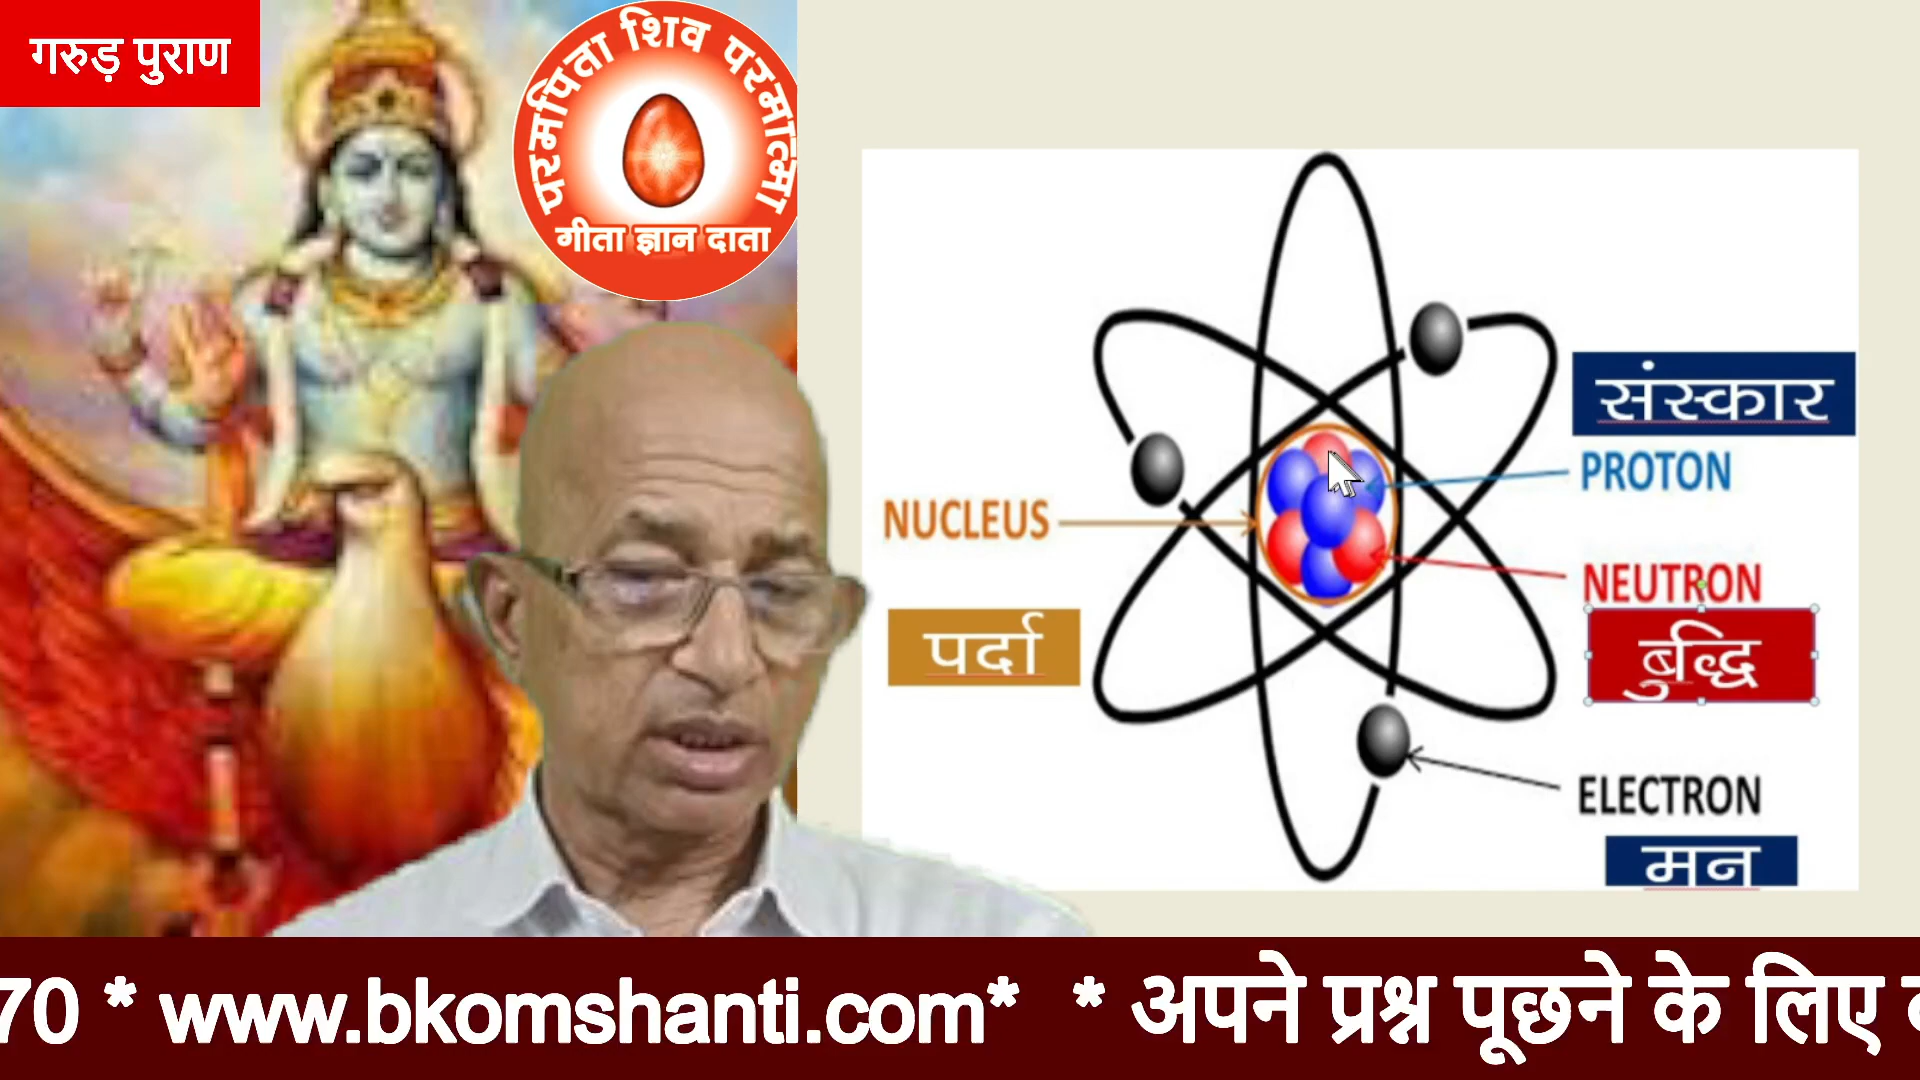 गरुड़ पुराण
परमपिता शिव परमात्मा
गीता ज्ञान दाता
संस्कार
PROTON
NUCLEUS
NEUTRON
पर्दा
बुद्धि
ELECTRON
मन
70 * www.bkomshanti.com* * अपने प्रश्न पूछने के लिए